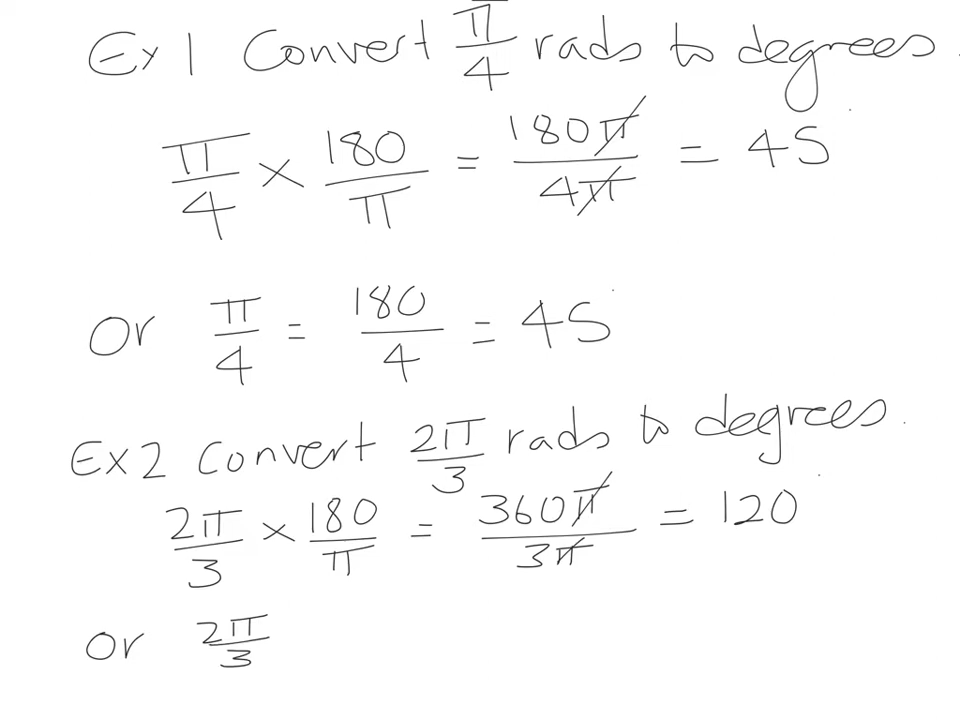 Ex 1 Convert π/4 rads to degrees.
π/4 × 180/π = 180π/4π = 45°
Or π/4 = 180/4 = 45°
Ex 2 Convert 2π/3 rads to degrees.
2π/3 × 180/π = 360π/3π = 120°
Or 2π/3